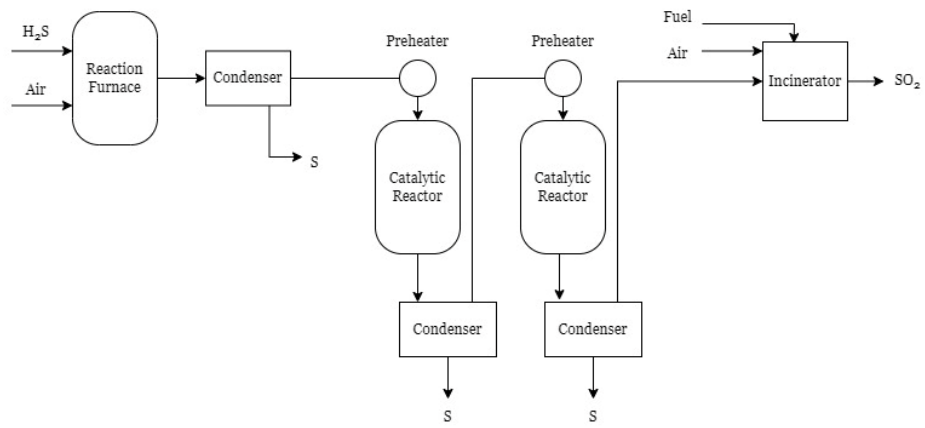 H₂S
Air
Reaction
Furnace
Condenser
S
Preheater
Catalytic
Reactor
Condenser
S
Preheater
Catalytic
Reactor
Condenser
S
Fuel
Air
Incinerator
SO₂